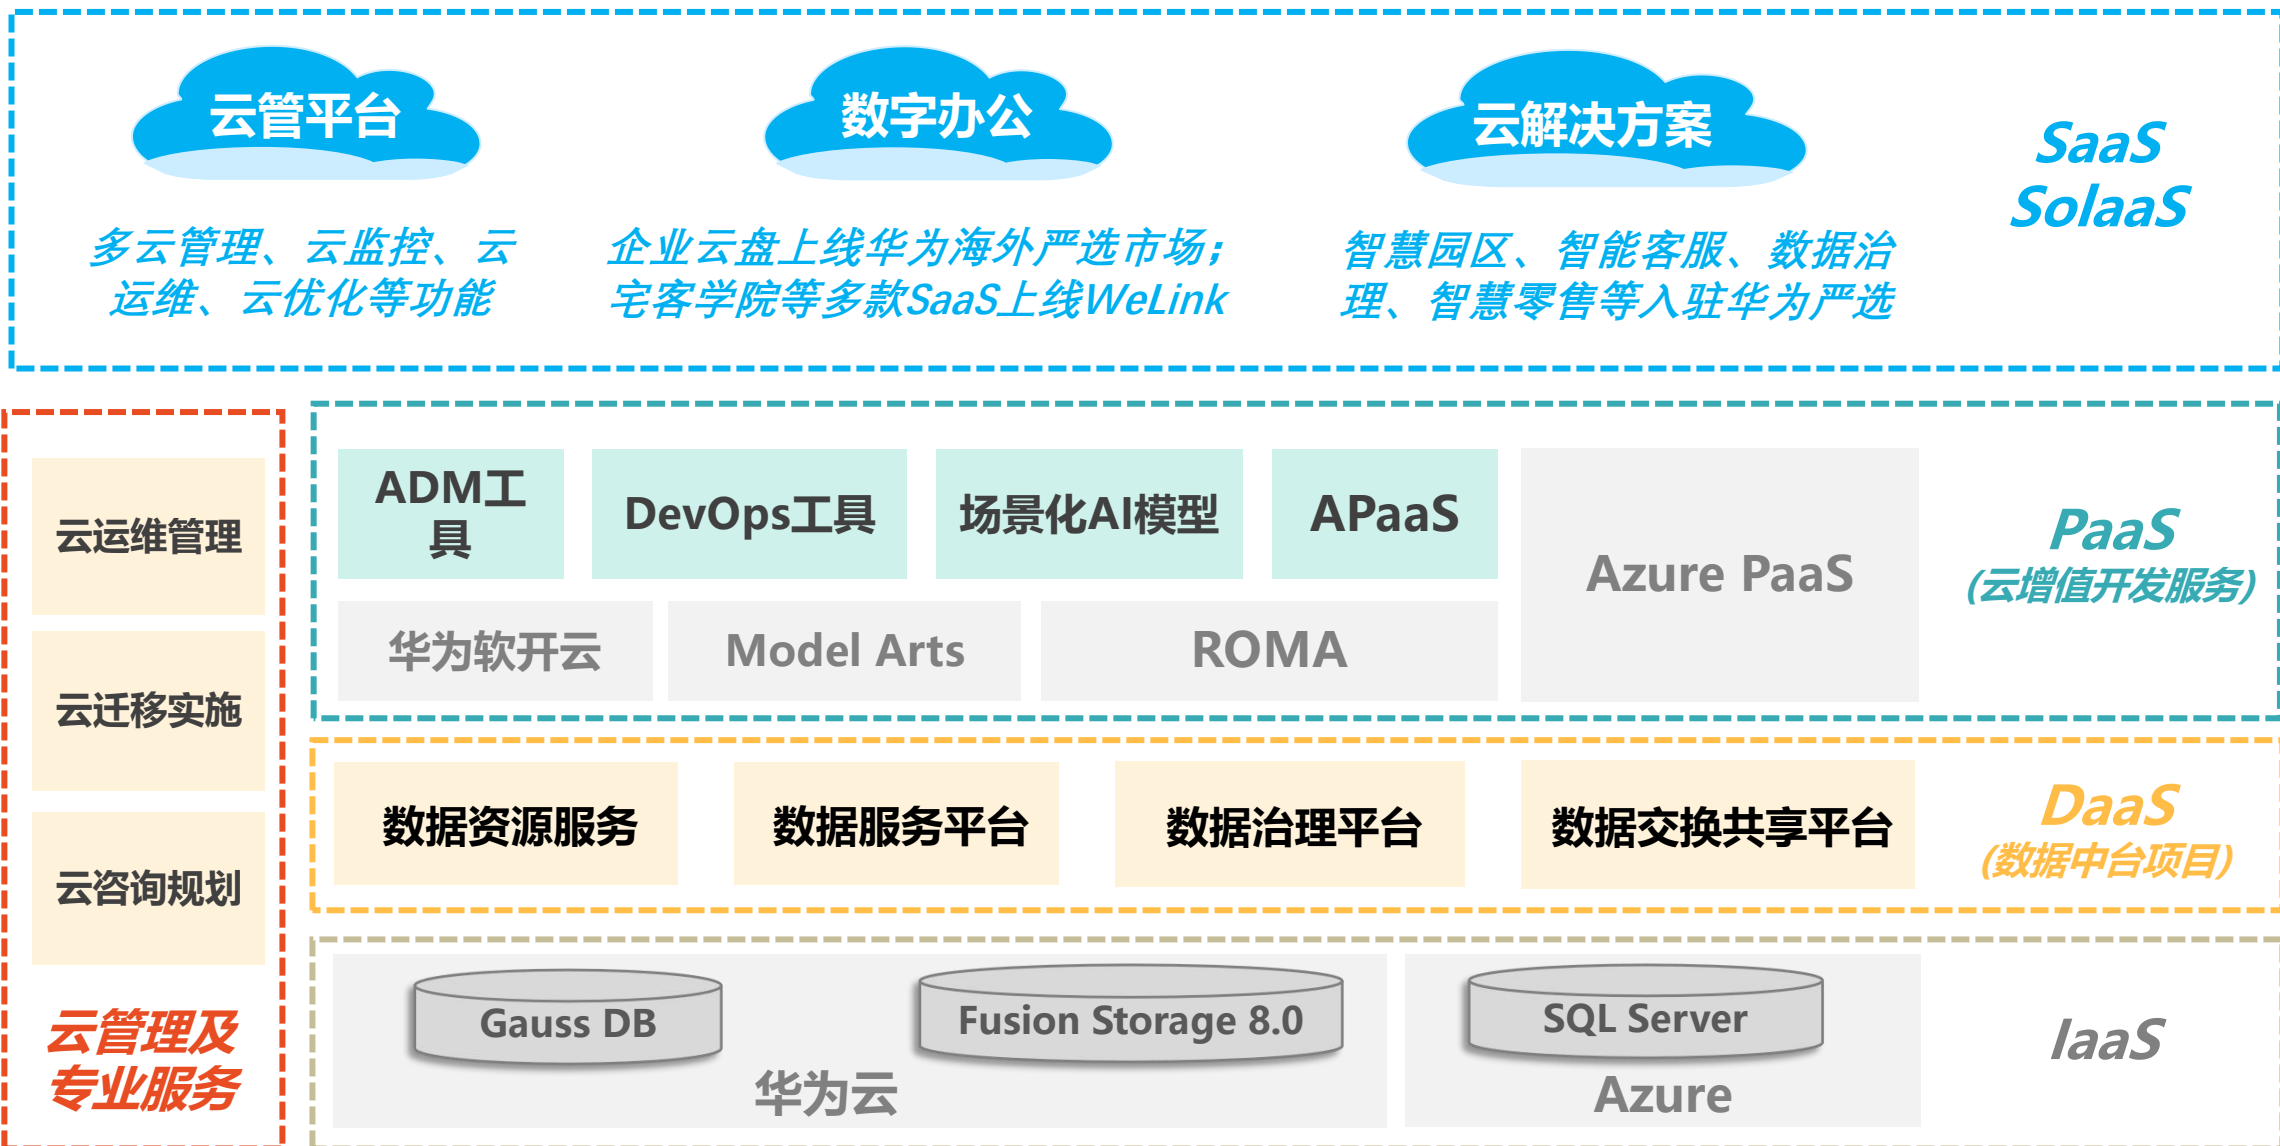 云管平台
数字办公
云解决方案
SaaS
SolaaS
多云管理、云监控、云
运维、云优化等功能
企业云盘上线华为海外严选市场；
宅客学院等多款SaaS上线WeLink
智慧园区、智能客服、数据治
理、智慧零售等入驻华为严选
云运维管理
云迁移实施
云咨询规划
云管理及
专业服务
ADM工
具
DevOps工具
场景化AI模型
APaaS
Azure PaaS
华为软开云
Model Arts
ROMA
PaaS
(云增值开发服务)
数据资源服务
数据服务平台
数据治理平台
数据交换共享平台
DaaS
(数据中台项目)
Gauss DB
Fusion Storage 8.0
华为云
SQL Server
Azure
IaaS